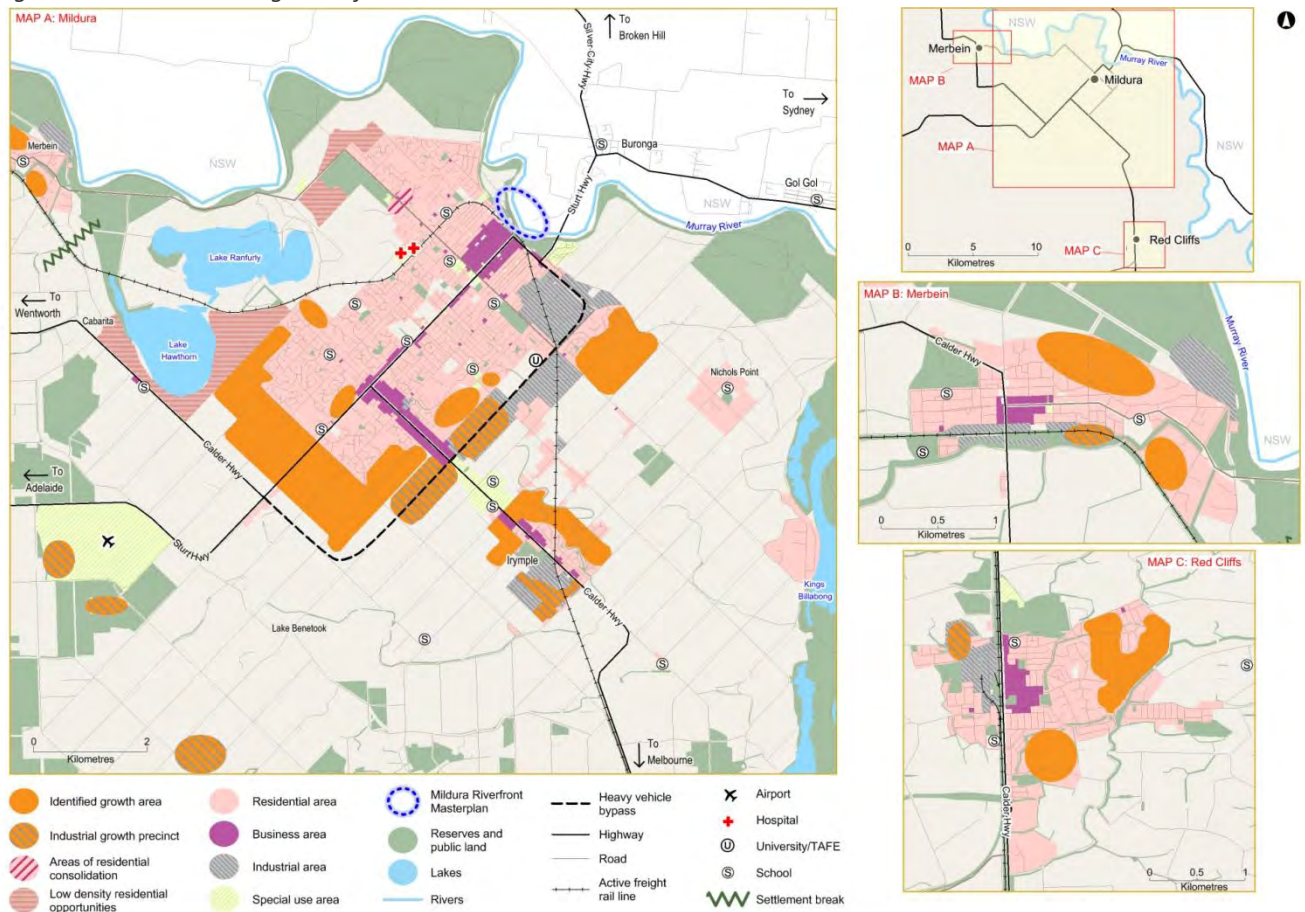 MAP A: Mildura
To
Broken Hill
Silver City Hwy
To
Sydney
Merbein
S
NSW
S
Buronga
Gol Gol
S
Sturt Hwy
NSW
Murray River
Lake Ranfurly
S
S
To
Wentworth
Cabarita
Lake
Hawthorn
S
S
S
S
U
S
S
Nichols Point
S
S
S
Calder Hwy
To
Adelaide
Sturt Hwy
S
S
Irymple
Kings
Billabong
Lake Benetook
Calder Hwy
S
S
0 2
Kilometres
To
Melbourne
NSW
Merbein
Murray River
MAP B
Mildura
MAP A
NSW
0 5 10
Kilometres
Red Cliffs
MAP C
MAP B: Merbein
Calder Hwy
Murray River
S
S
S
NSW
0 0.5 1
Kilometres
MAP C: Red Cliffs
S
S
S
Calder Hwy
0 1
Kilometres
Identified growth area
Industrial growth precinct
Areas of residential
consolidation
Low density residential
opportunities
Residential area
Business area
Industrial area
Special use area
Mildura Riverfront
Masterplan
Reserves and
public land
Lakes
Rivers
Heavy vehicle
bypass
Highway
Road
Active freight
rail line
Airport
Hospital
U University/TAFE
S School
Settlement break